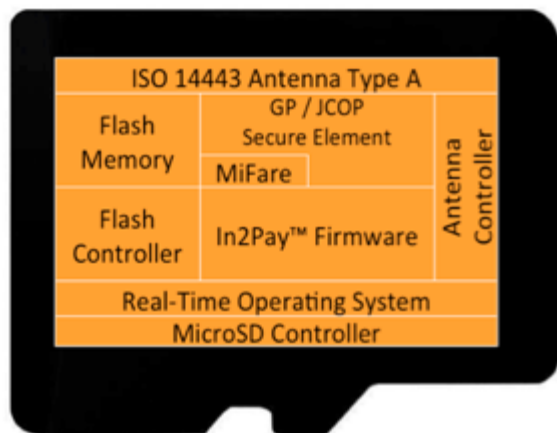 ISO 14443 Antenna Type A
Flash
Memory
GP / JCOP
Secure Element
MiFare
Antenna
Controller
Flash
Controller
In2Pay™ Firmware
Real-Time Operating System
MicroSD Controller